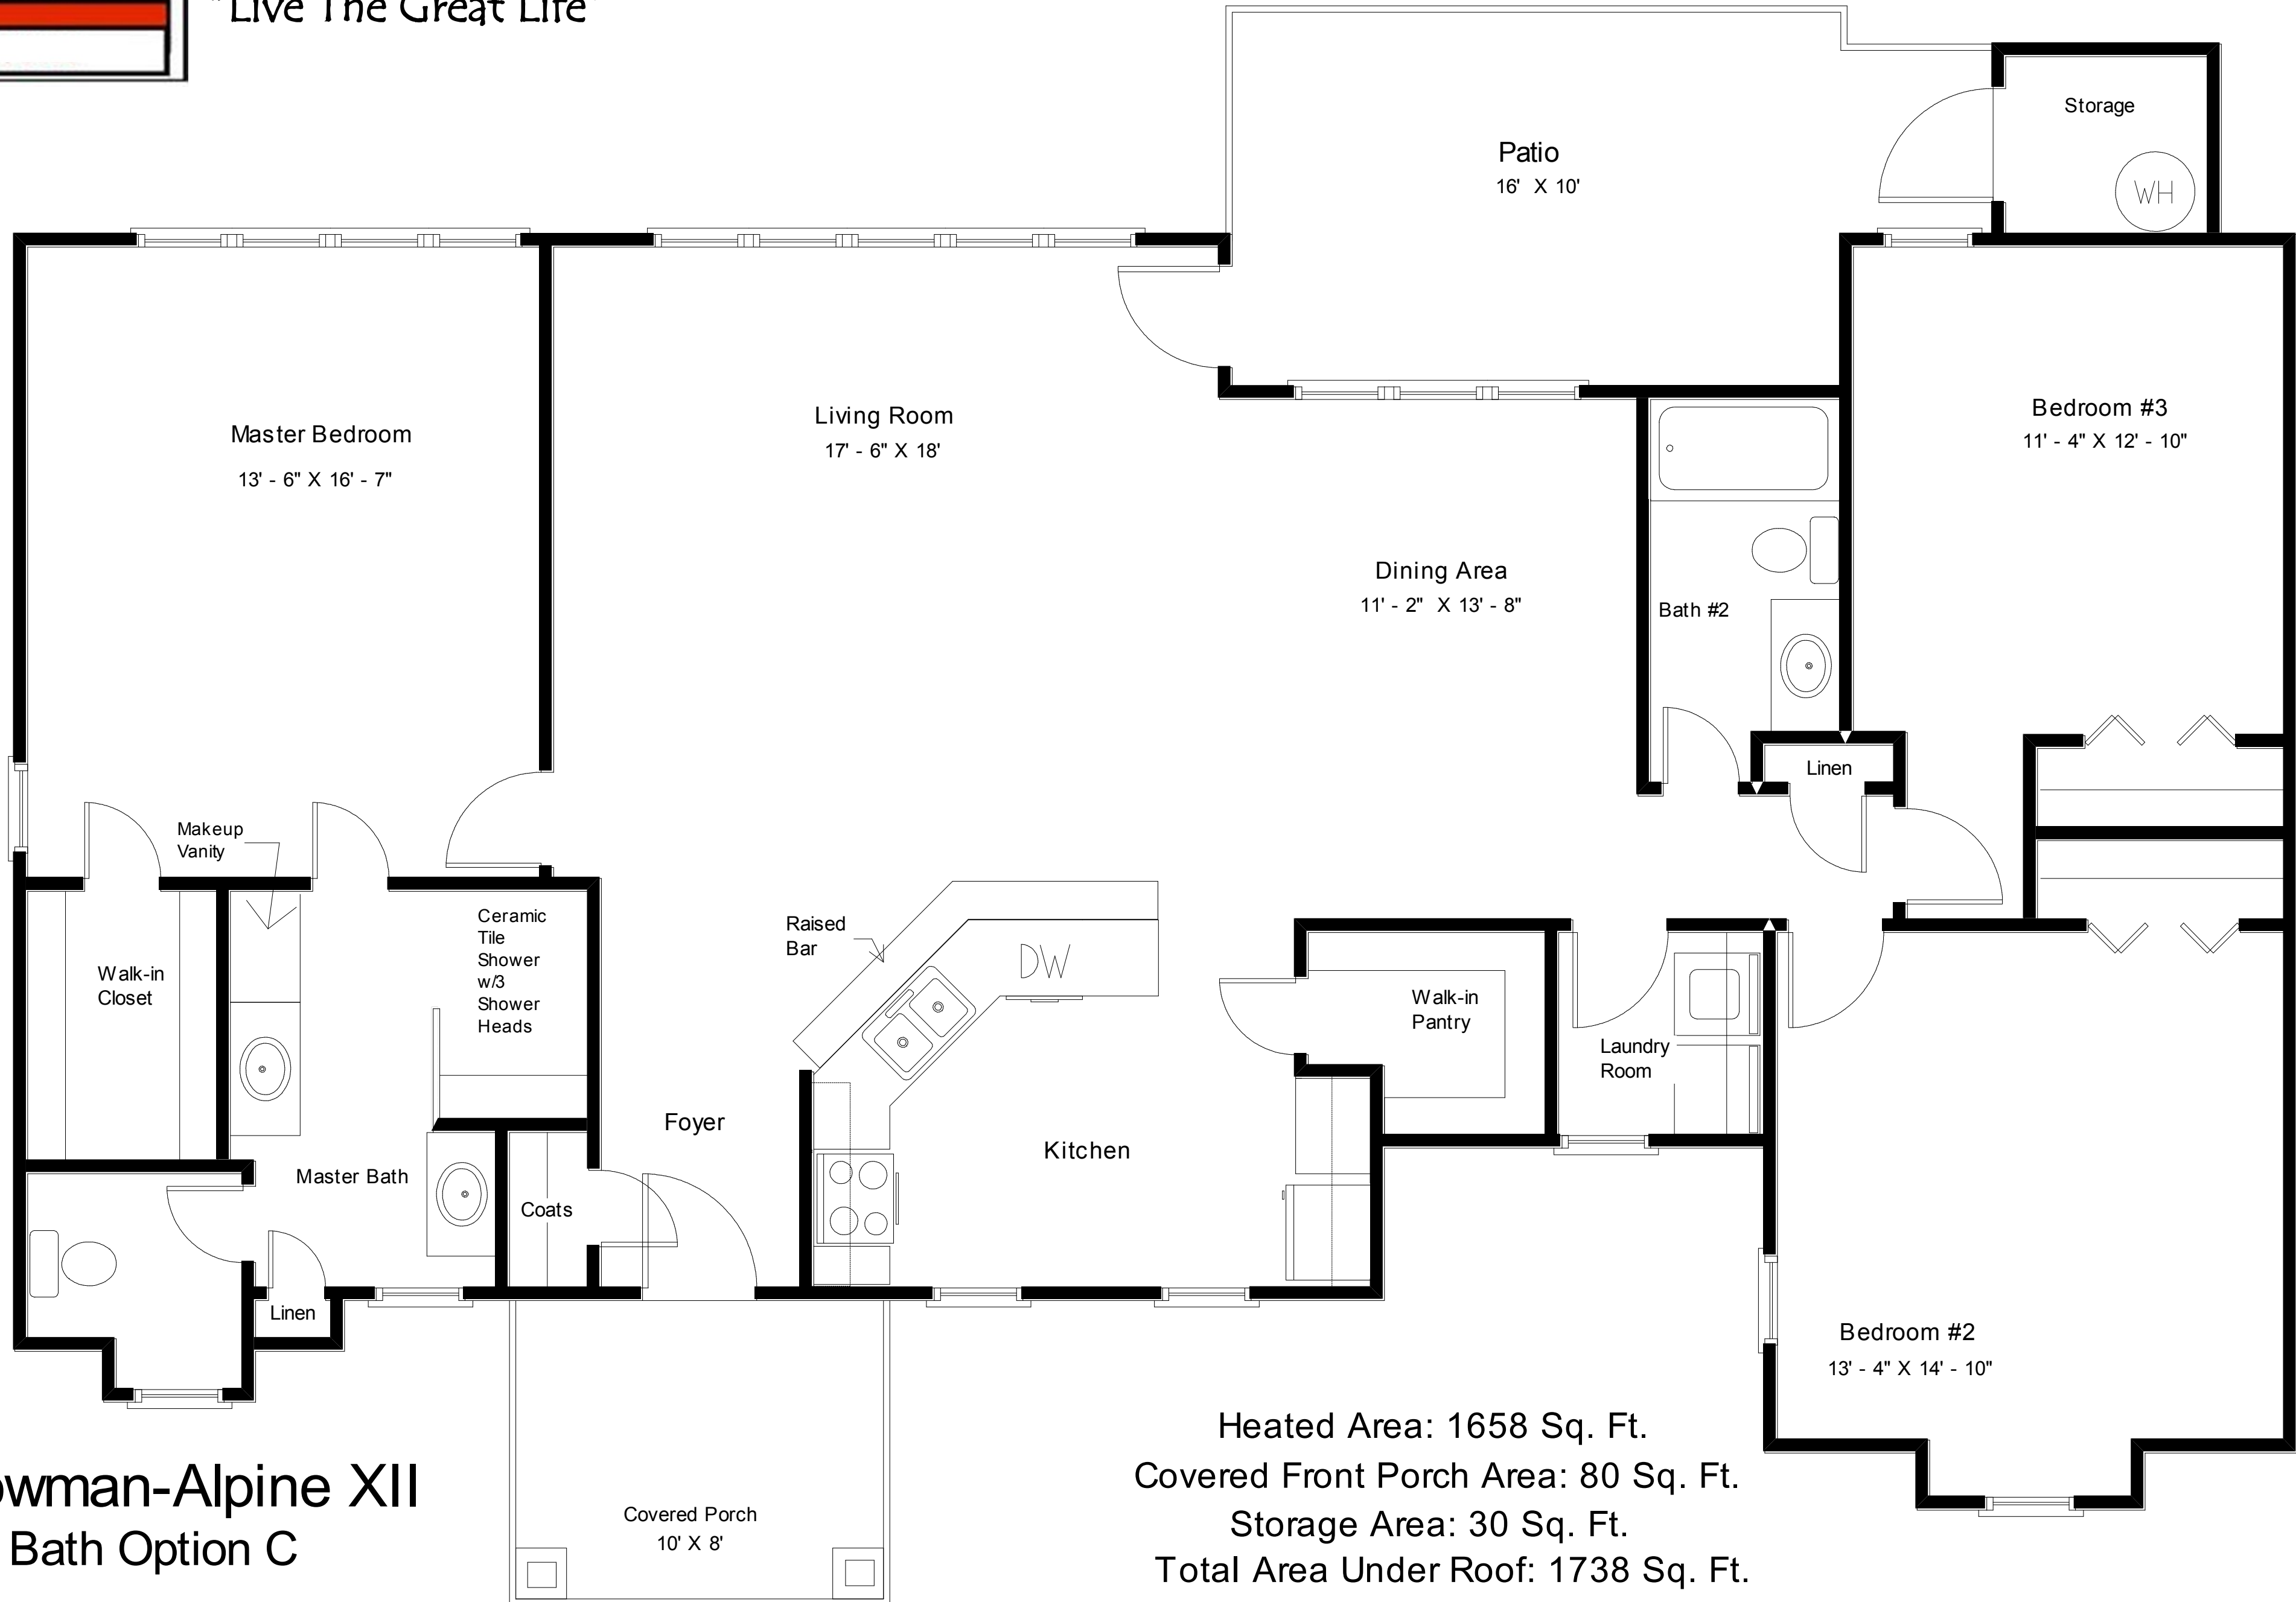 "Live The Great Life"
Storage
WH
Patio
16' X 10'
Master Bedroom
13' - 6" X 16' - 7"
Living Room
17' - 6" X 18'
Bedroom #3
11' - 4" X 12' - 10"
Dining Area
11' - 2" X 13' - 8"
Bath #2
Linen
Makeup
Vanity
Walk-in
Closet
Ceramic
Tile
Shower
w/3
Shower
Heads
Raised
Bar
DW
Walk-in
Pantry
Laundry
Room
Foyer
Kitchen
Master Bath
Coats
Linen
Bedroom #2
13' - 4" X 14' - 10"
Covered Porch
10' X 8'
Heated Area: 1658 Sq. Ft.
Covered Front Porch Area: 80 Sq. Ft.
Storage Area: 30 Sq. Ft.
Total Area Under Roof: 1738 Sq. Ft.
owman-Alpine XII
Bath Option C